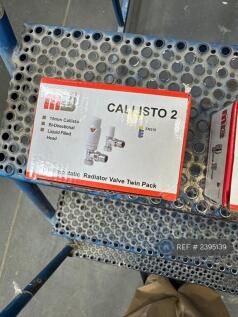 CALLISTO 2
15mm Callisto
Bi-Directional
Liquid Filled
Head
Radiator Valve Twin Pack
REF # 2395139